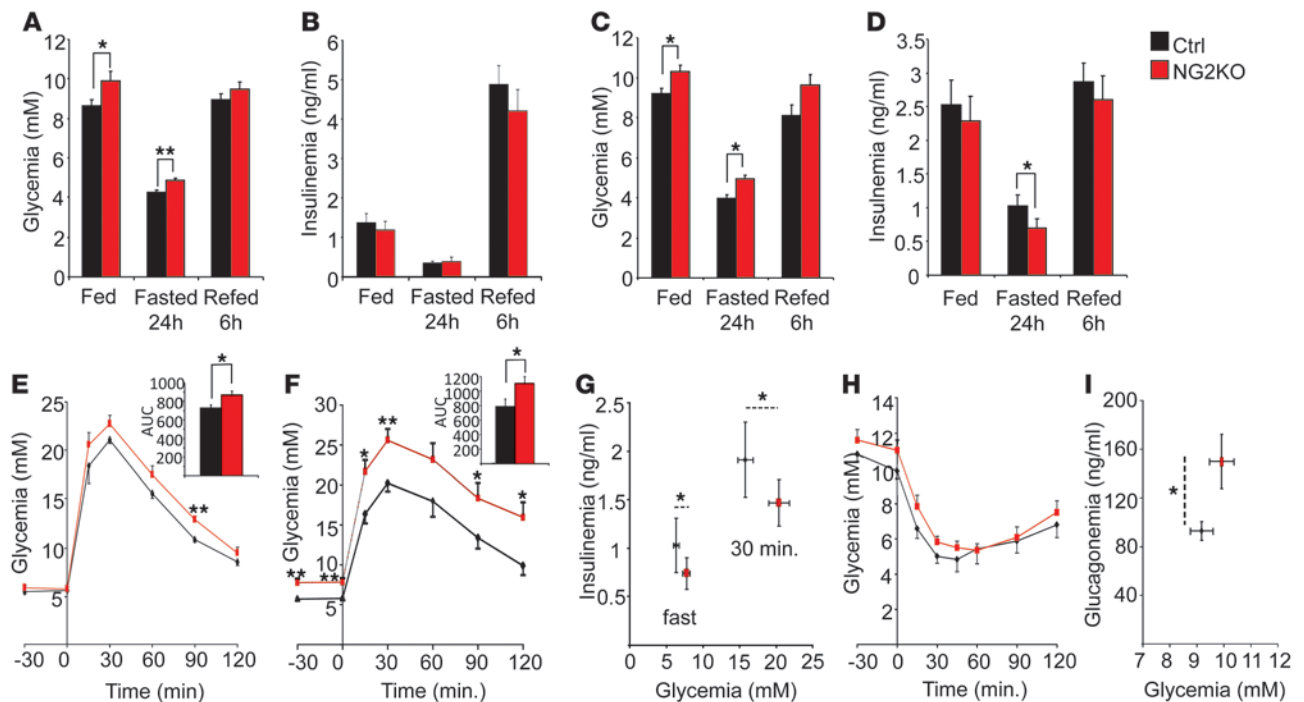 A
Glycemia (mM)
12
10
8
6
4
2
0
*
**
Fed
Fasted
24h
Refed
6h
B
Insulinemia (ng/ml)
6
5
4
3
2
1
0
Fed
Fasted
24h
Refed
6h
C
Glycemia (mM)
12
10
8
6
4
2
0
*
*
Fed
Fasted
24h
Refed
6h
D
Insulnemia (ng/ml)
3.5
3
2.5
2
1.5
1
0.5
0
*
Fed
Fasted
24h
Refed
6h
Ctrl
NG2KO
E
Glycemia (mM)
25
20
15
10
5
**
-30 0 30 60 90 120
Time (min)
AUC
1000
800
600
400
200
0
*
F
Glycemia (mM)
35
30
25
20
15
10
5
** ** * ** * *
-30 0 30 60 90 120
Time (min.)
AUC
1200
1000
800
600
400
200
0
*
G
Insulinemia (ng/ml)
2.5
2
1.5
1
0.5
*
*
30 min.
fast
0 5 10 15 20 25
Glycemia (mM)
H
Glycemia (mM)
14
12
10
8
6
4
2
-30 0 30 60 90 120
Time (min.)
I
Glucagonemia (ng/ml)
200
160
120
80
40
*
7 8 9 10 11 12
Glycemia (mM)